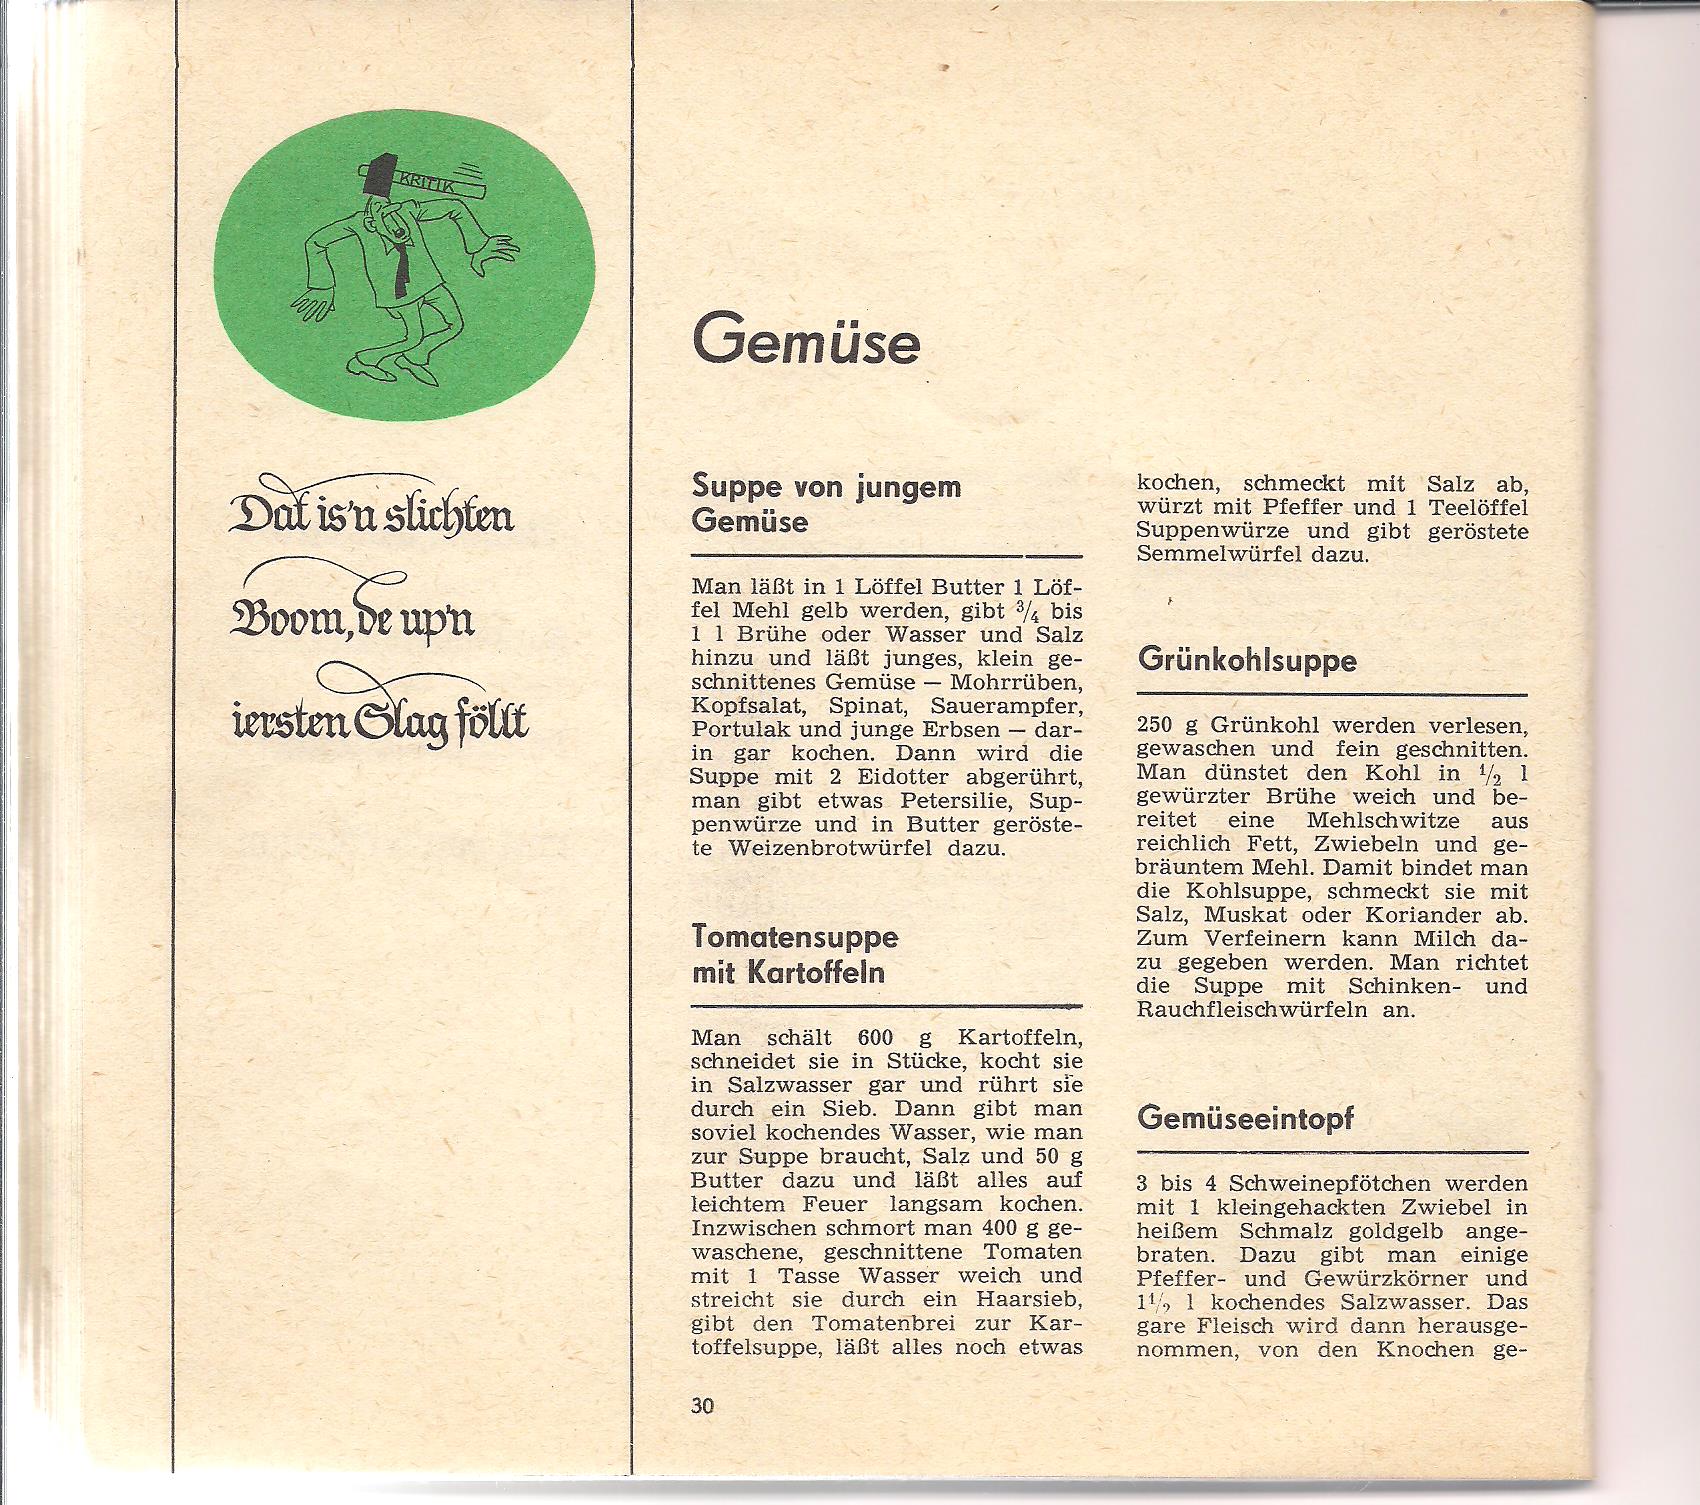 KRITIK
Dat is'n slichten
Boom, de up'n
iersten Slag föllt
Gemüse
Suppe von jungem
Gemüse
Man läßt in 1 Löffel Butter 1 Löf-
fel Mehl gelb werden, gibt 3/4 bis
1 l Brühe oder Wasser und Salz
hinzu und läßt junges, klein ge-
schnittenes Gemüse — Mohrrüben,
Kopfsalat, Spinat, Sauerampfer,
Portulak und junge Erbsen — dar-
in gar kochen. Dann wird die
Suppe mit 2 Eidotter abgerührt,
man gibt etwas Petersilie, Sup-
penwürze und in Butter geröste-
te Weizenbrotwürfel dazu.
Tomatensuppe
mit Kartoffeln
Man schält 600 g Kartoffeln,
schneidet sie in Stücke, kocht sie
in Salzwasser gar und rührt sie
durch ein Sieb. Dann gibt man
soviel kochendes Wasser, wie man
zur Suppe braucht, Salz und 50 g
Butter dazu und läßt alles auf
leichtem Feuer langsam kochen.
Inzwischen schmort man 400 g ge-
waschene, geschnittene Tomaten
mit 1 Tasse Wasser weich und
streicht sie durch ein Haarsieb,
gibt den Tomatenbrei zur Kar-
toffelsuppe, läßt alles noch etwas
kochen, schmeckt mit Salz ab,
würzt mit Pfeffer und 1 Teelöffel
Suppenwürze und gibt geröstete
Semmelwürfel dazu.
Grünkohlsuppe
250 g Grünkohl werden verlesen,
gewaschen und fein geschnitten.
Man dünstet den Kohl in 1/2 l
gewürzter Brühe weich und be-
reitet eine Mehlschwitze aus
reichlich Fett, Zwiebeln und ge-
bräuntem Mehl. Damit bindet man
die Kohlsuppe, schmeckt sie mit
Salz, Muskat oder Koriander ab.
Zum Verfeinern kann Milch da-
zu gegeben werden. Man richtet
die Suppe mit Schinken- und
Rauchfleischwürfeln an.
Gemüseeintopf
3 bis 4 Schweinepfötchen werden
mit 1 kleingehackten Zwiebel in
heißem Schmalz goldgelb ange-
braten. Dazu gibt man einige
Pfeffer- und Gewürzkörner und
1 1/2 l kochendes Salzwasser. Das
gare Fleisch wird dann herausge-
nommen, von den Knochen ge-
30